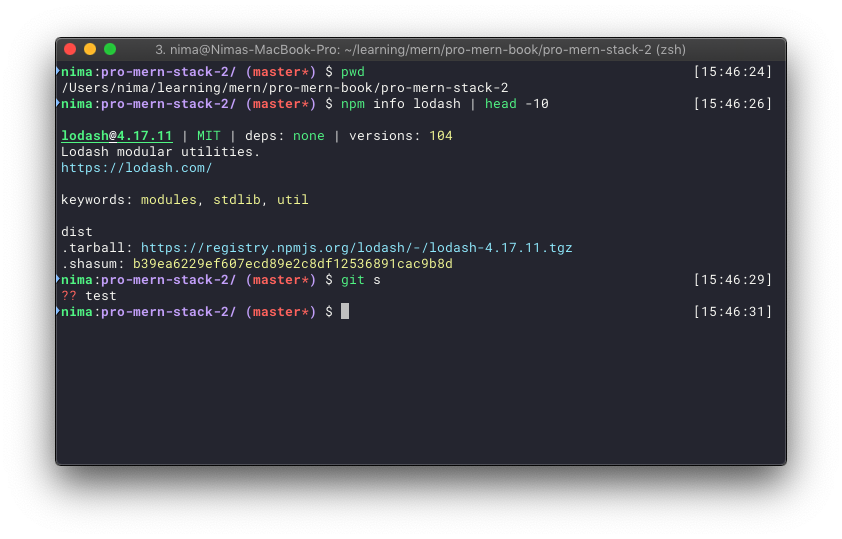 3. nima@Nimas-MacBook-Pro: ~/learning/mern/pro-mern-book/pro-mern-stack-2 (zsh)
nima:pro-mern-stack-2/ (master*) $ pwd [15:46:24]
/Users/nima/learning/mern/pro-mern-book/pro-mern-stack-2
nima:pro-mern-stack-2/ (master*) $ npm info lodash | head -10 [15:46:26]
lodash@4.17.11 | MIT | deps: none | versions: 104
Lodash modular utilities.
https://lodash.com/
keywords: modules, stdlib, util
dist
.tarball: https://registry.npmjs.org/lodash/-/lodash-4.17.11.tgz
.shasum: b39ea6229ef607ecd89e2c8df12536891cac9b8d
nima:pro-mern-stack-2/ (master*) $ git s [15:46:29]
?? test
nima:pro-mern-stack-2/ (master*) $ [15:46:31]